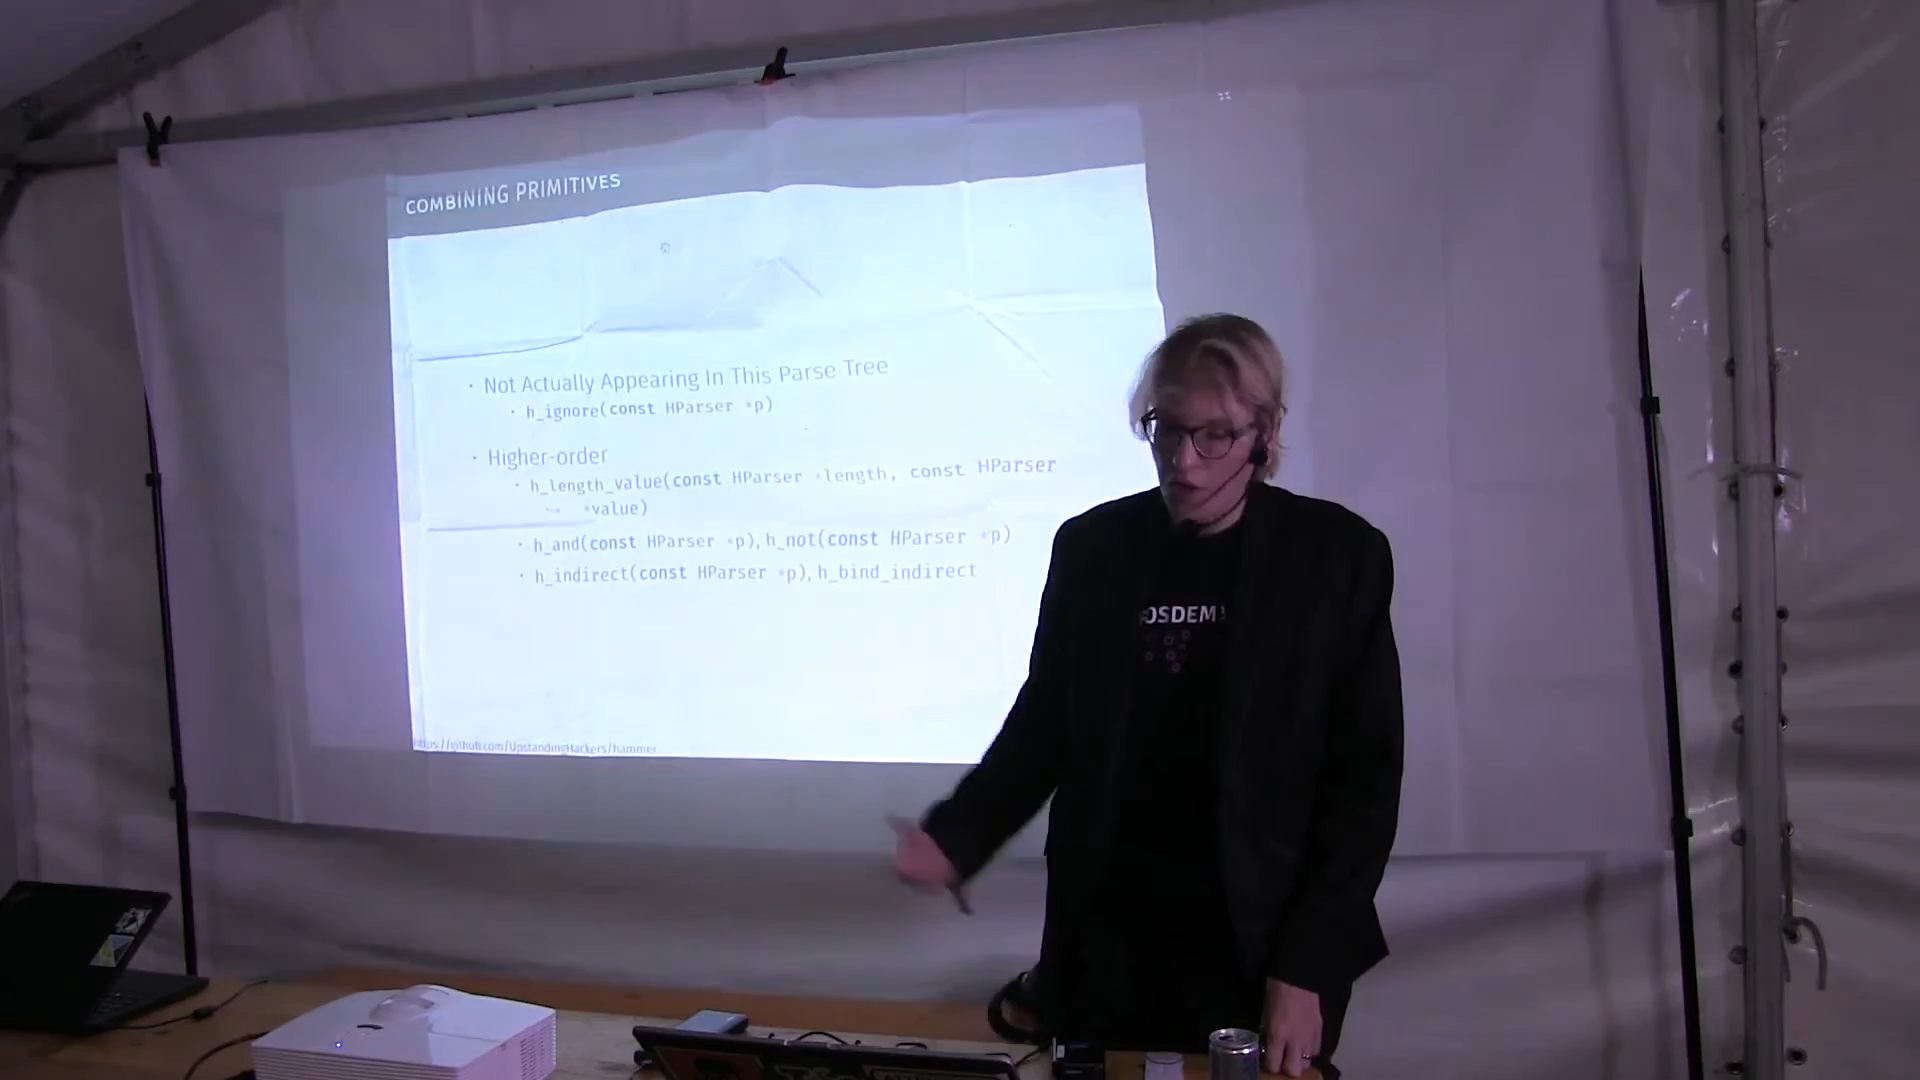 COMBINING PRIMITIVES
• Not Actually Appearing In This Parse Tree
• h_ignore(const HParser *p)
• Higher-order
• h_length_value(const HParser *length, const HParser
↪ *value)
• h_and(const HParser *p), h_not(const HParser *p)
• h_indirect(const HParser *p), h_bind_indirect
https://github.com/UpstandingHackers/hammer
OSDEM